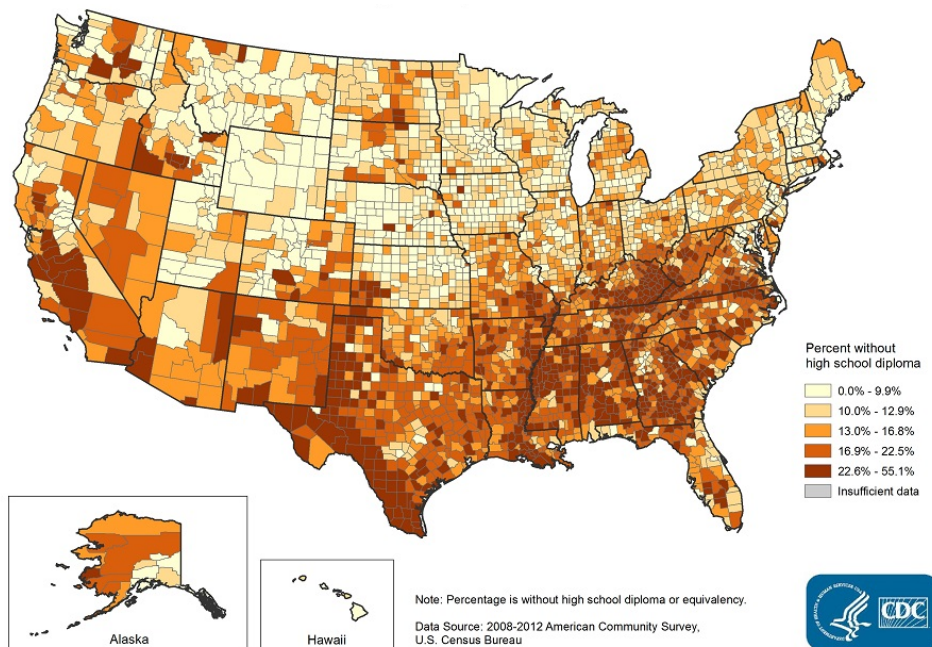 Percent without
high school diploma
0.0% - 9.9%
10.0% - 12.9%
13.0% - 16.8%
16.9% - 22.5%
22.6% - 55.1%
Insufficient data
Alaska
Hawaii
Note: Percentage is without high school diploma or equivalency.
Data Source: 2008-2012 American Community Survey,
U.S. Census Bureau
CDC